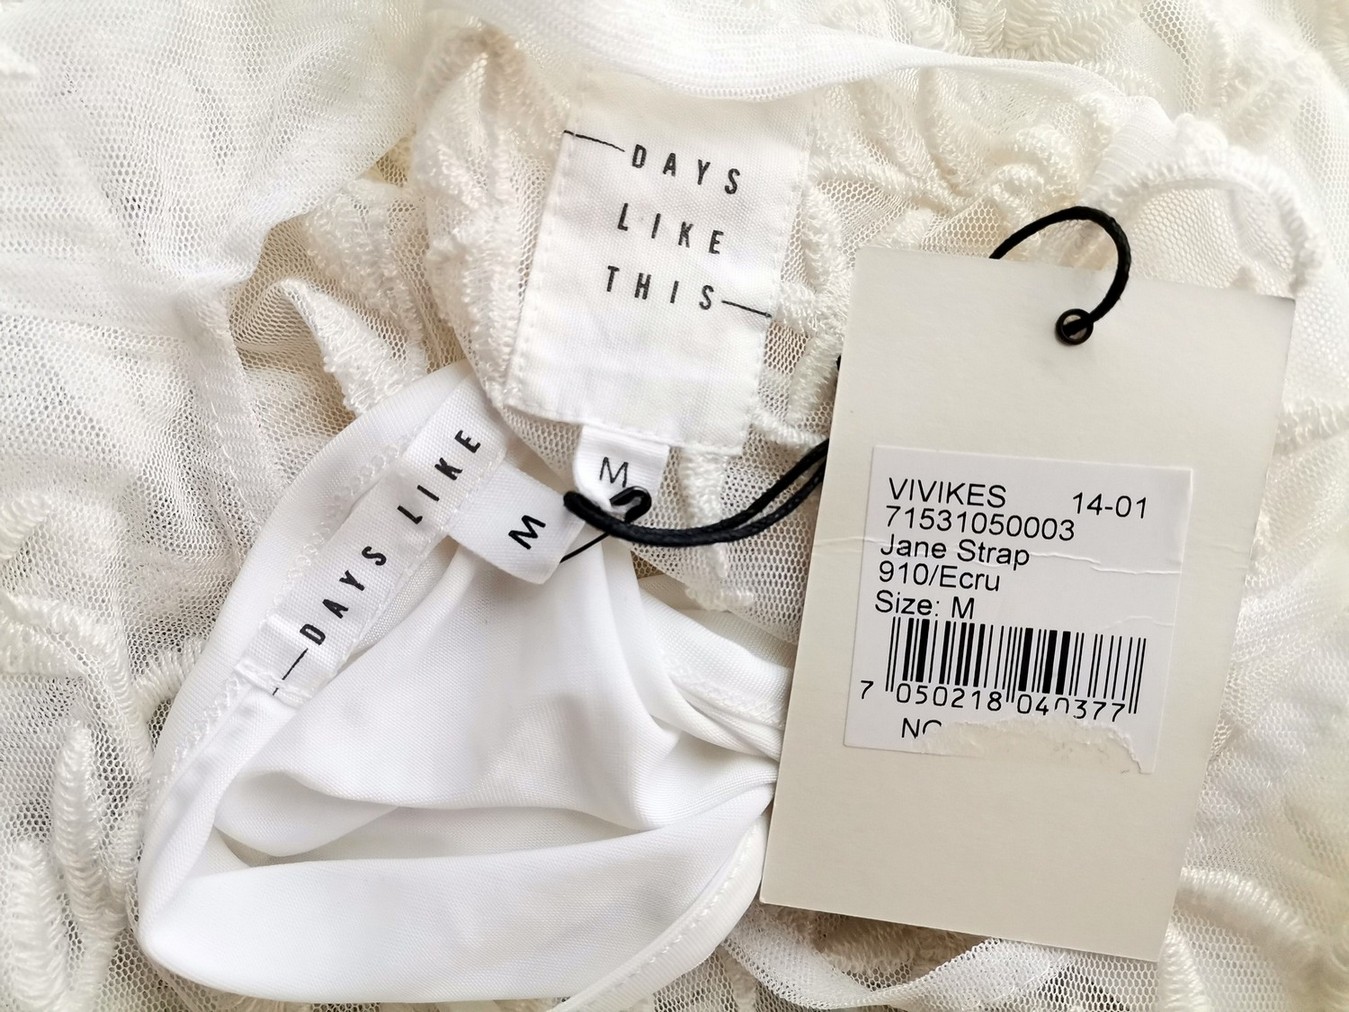 DAYS
LIKE
THIS
M
DAYS LIKE
M
VIVIKES 14-01
71531050003
Jane Strap
910/Ecru
Size: M
7 050218 040377